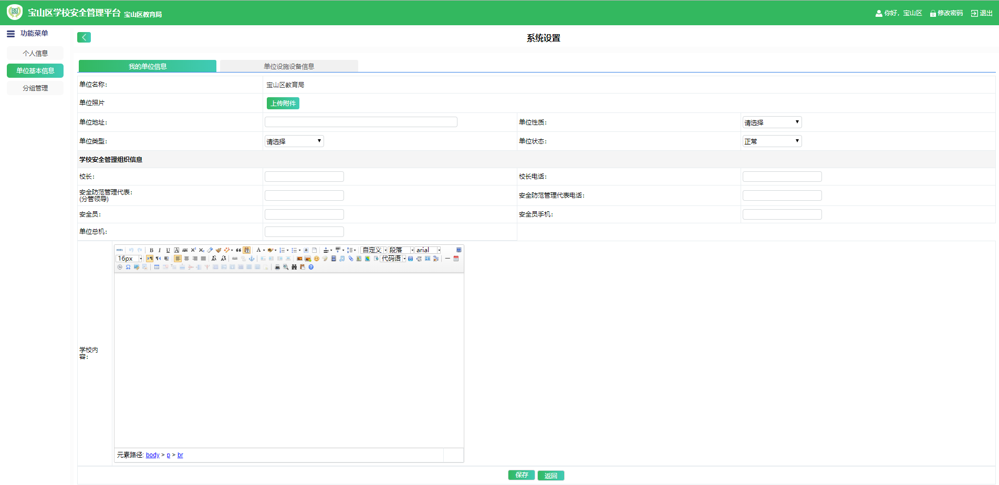 宝山区学校安全管理平台 宝山区教育局
你好，宝山区 修改密码 退出
功能菜单
系统设置
个人信息
单位基本信息
分组管理
我的单位信息 单位设施设备信息
单位名称： 宝山区教育局
单位照片 上传附件
单位地址： 单位性质： 请选择
单位类型： 请选择 单位状态： 正常
学校安全管理组织信息
校长： 校长电话：
安全防范管理代表：
(分管领导)
安全防范管理代表电话：
安全员： 安全员手机：
单位总机：
HTML B I U A ABC X² X₂ 自定义 段落 arial
16px 代码语
学校内
容：
元素路径: body > p > br
保存 返回